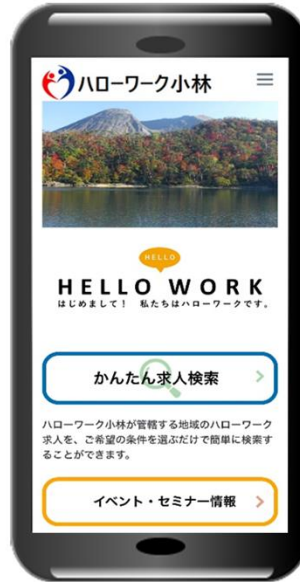 ハローワーク小林
HELLO
HELLO WORK
はじめまして！ 私たちはハローワークです。
かんたん求人検索
ハローワーク小林が管轄する地域のハローワーク
求人を、ご希望の条件を選ぶだけで簡単に検索す
ることができます。
イベント・セミナー情報